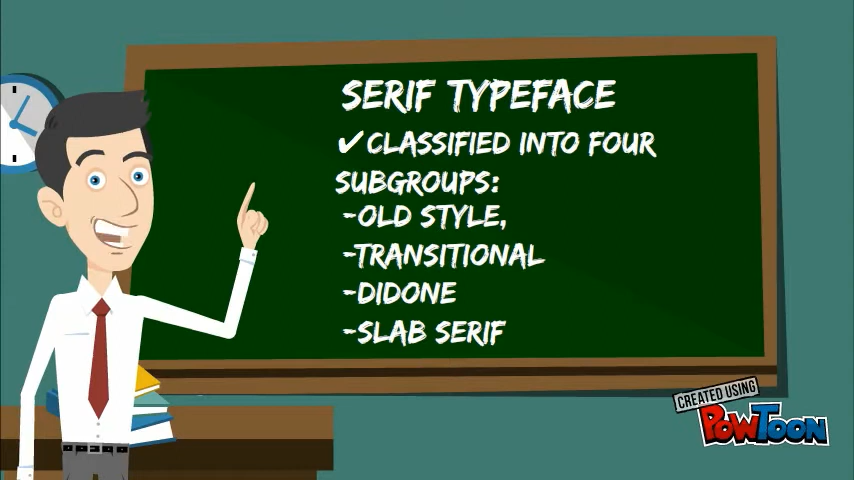 SERIF TYPEFACE
✔CLASSIFIED INTO FOUR
SUBGROUPS:
-OLD STYLE,
-TRANSITIONAL
-DIDONE
-SLAB SERIF
CREATED USING
POWTOON